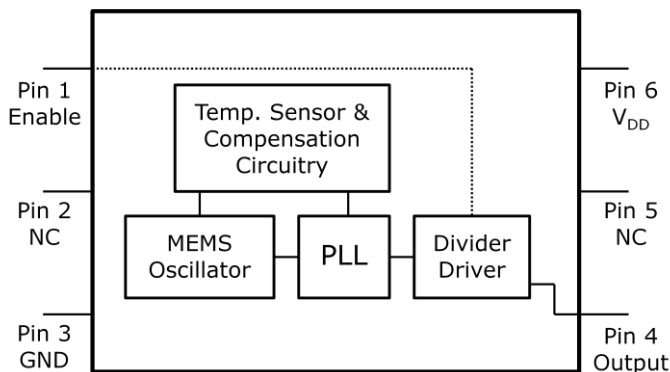 Pin 1
Enable
Temp. Sensor &
Compensation
Circuitry
Pin 6
V_DD
Pin 2
NC
MEMS
Oscillator
PLL
Divider
Driver
Pin 5
NC
Pin 3
GND
Pin 4
Output